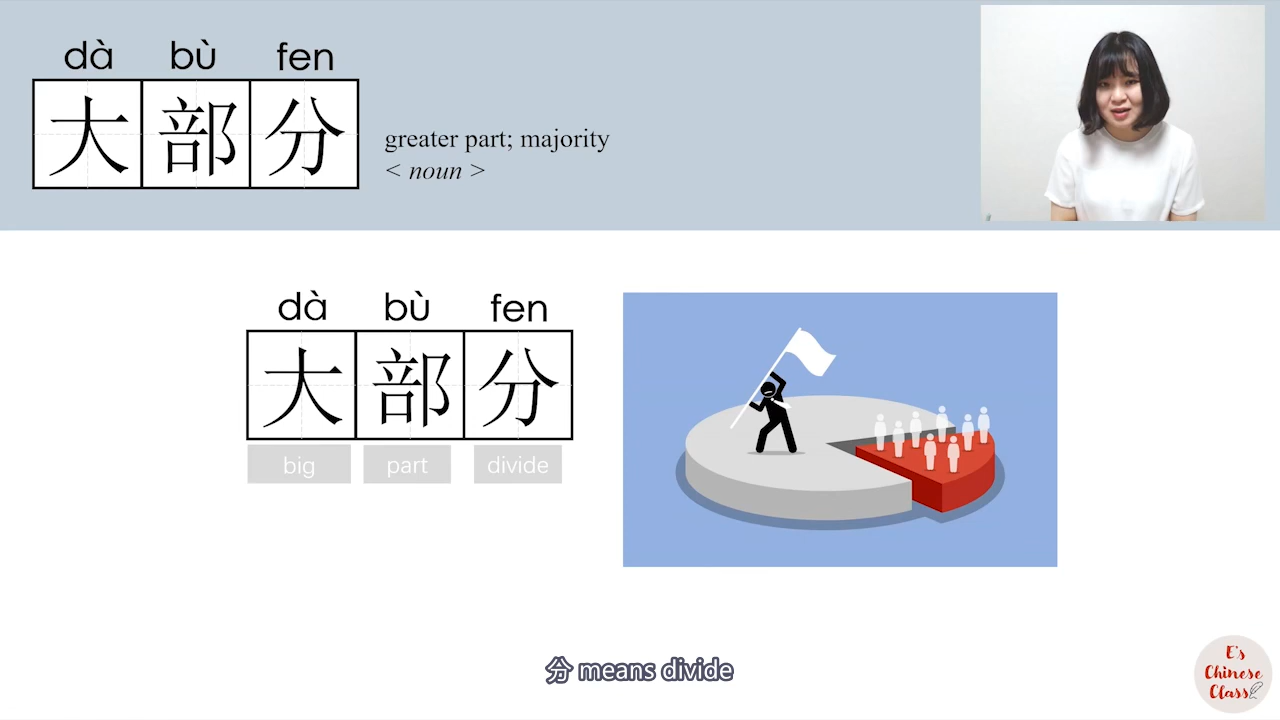 dà bù fen
大部分
greater part; majority
< noun >
dà bù fen
大部分
big part divide
分 means divide
E's
Chinese
Class